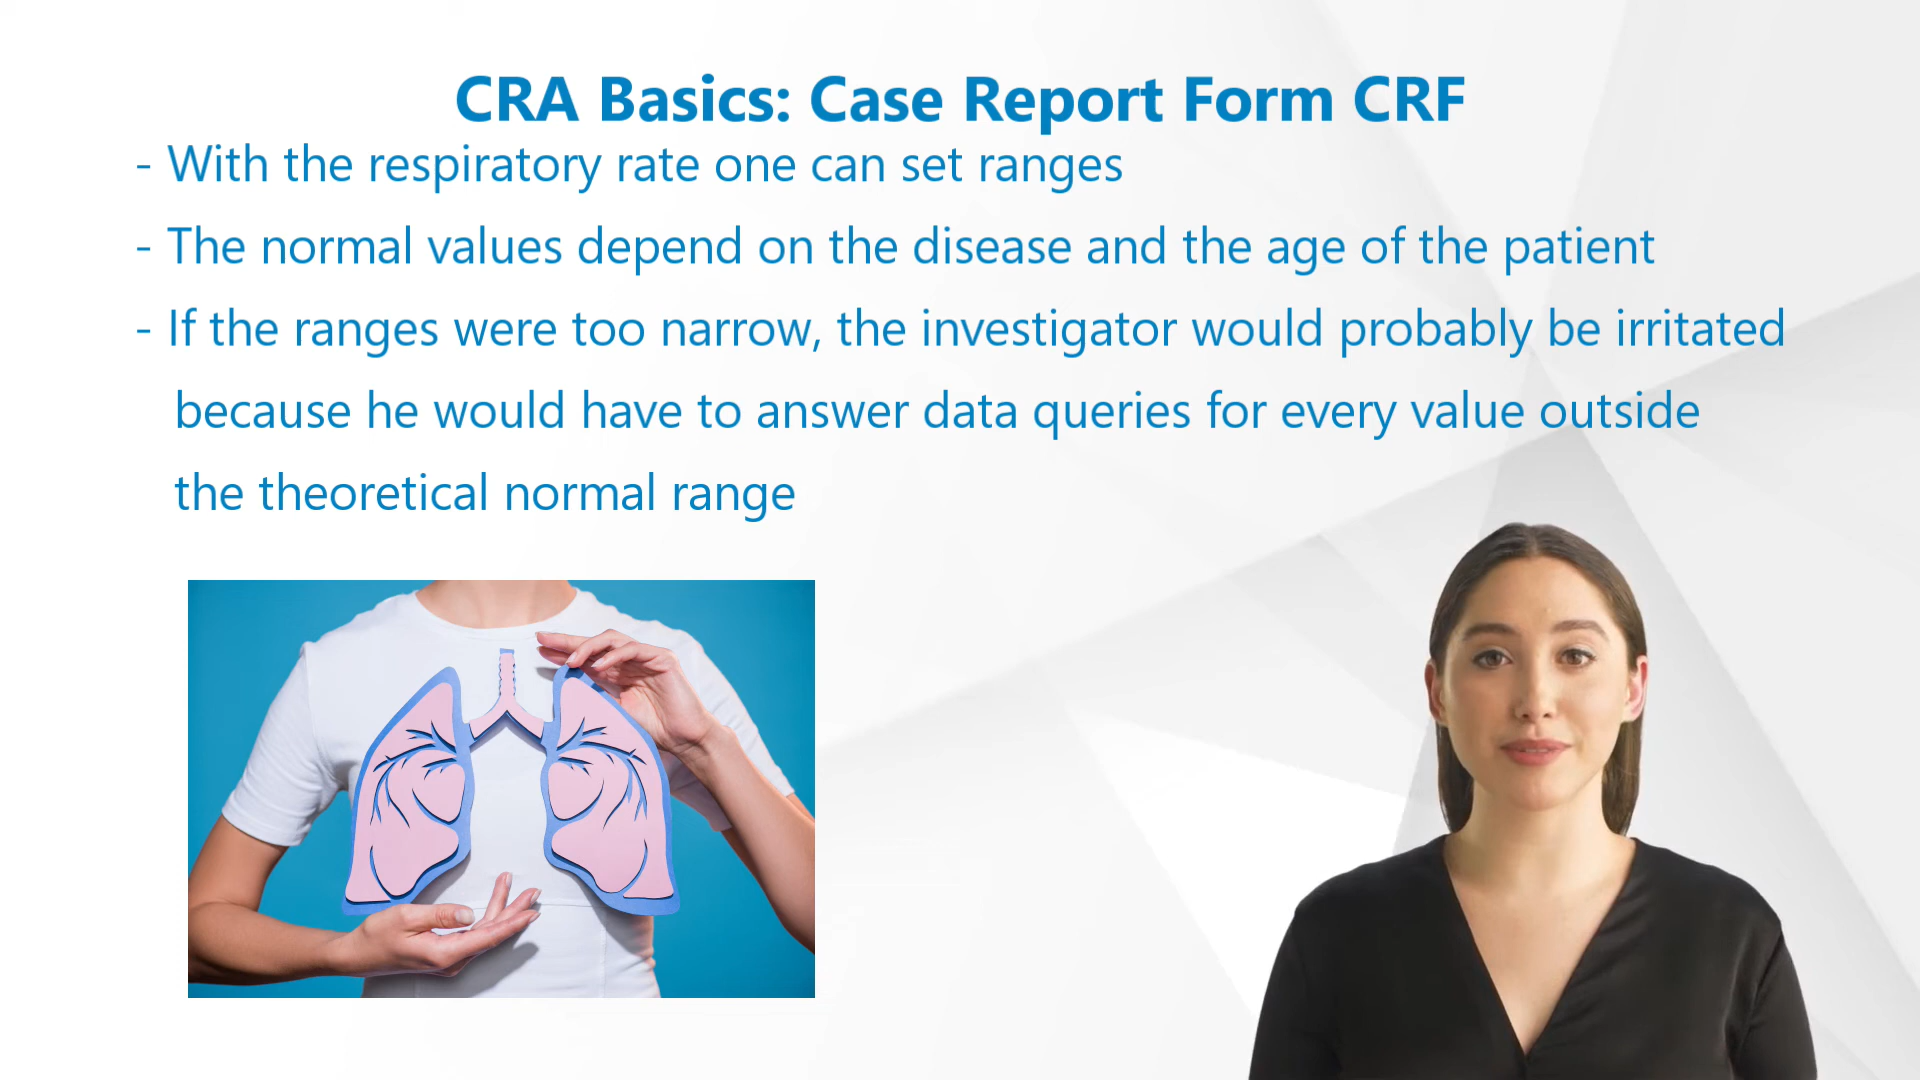 CRA Basics: Case Report Form CRF
- With the respiratory rate one can set ranges
- The normal values depend on the disease and the age of the patient
- If the ranges were too narrow, the investigator would probably be irritated
because he would have to answer data queries for every value outside
the theoretical normal range